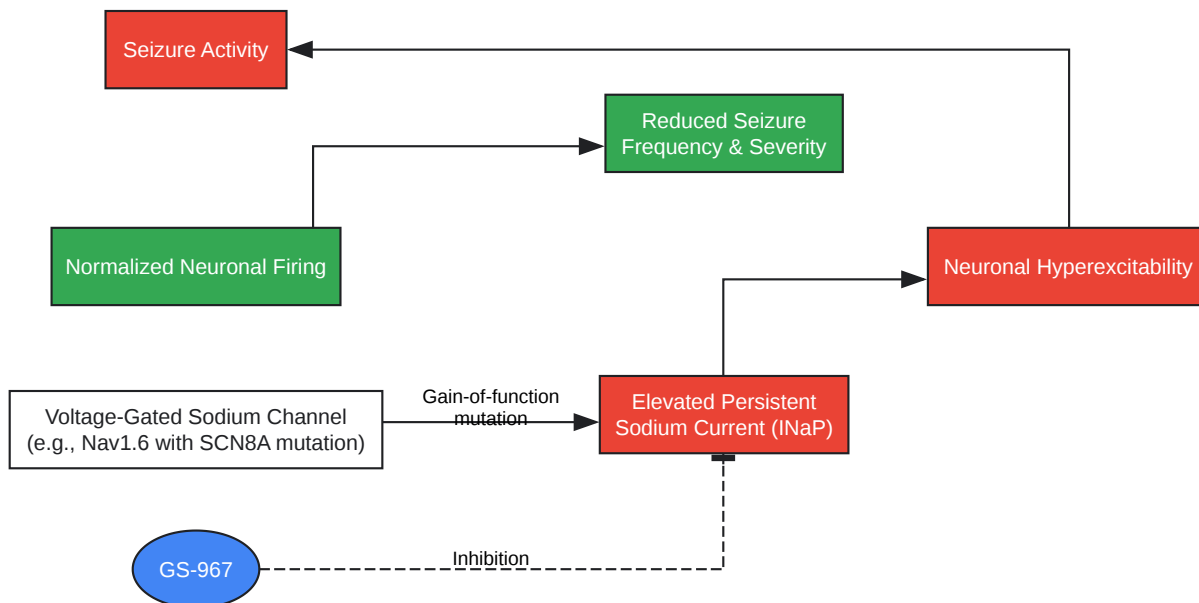 Seizure Activity
Reduced Seizure
Frequency & Severity
Normalized Neuronal Firing
Neuronal Hyperexcitability
Voltage-Gated Sodium Channel
(e.g., Nav1.6 with SCN8A mutation)
Gain-of-function
mutation
Elevated Persistent
Sodium Current (INaP)
GS-967
Inhibition